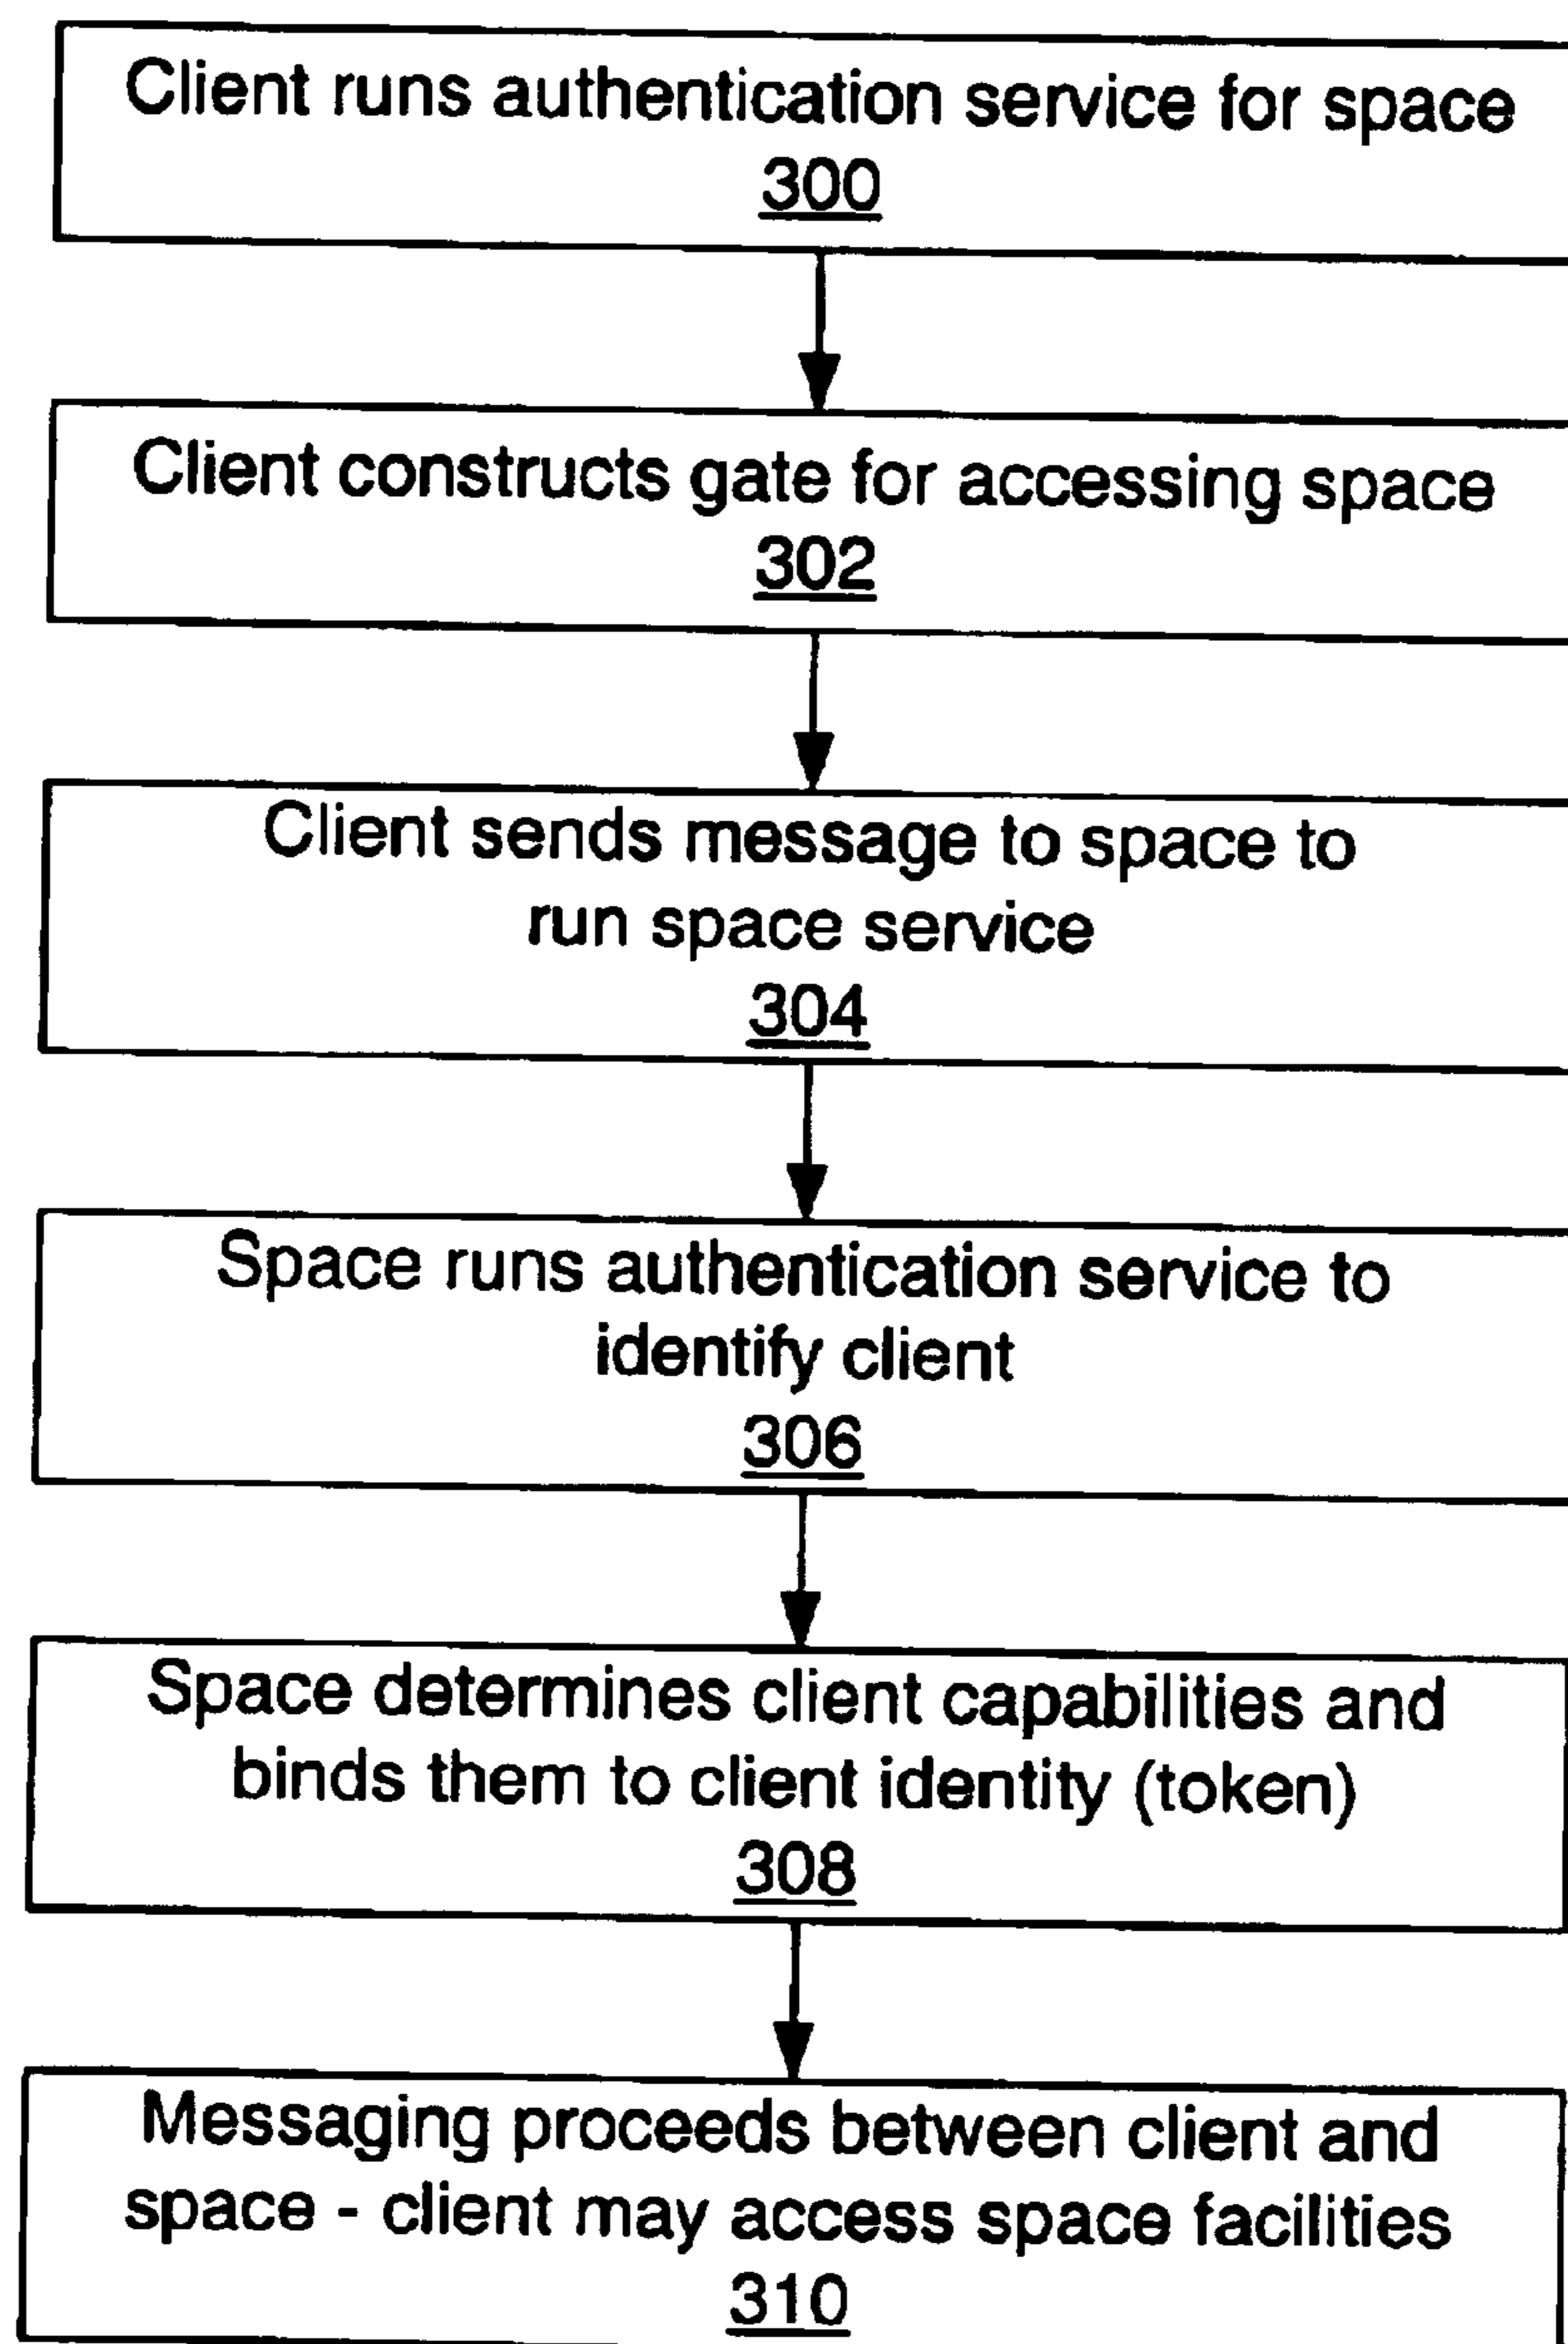 Client runs authentication service for space
300
Client constructs gate for accessing space
302
Client sends message to space to
run space service
304
Space runs authentication service to
identify client
306
Space determines client capabilities and
binds them to client identity (token)
308
Messaging proceeds between client and
space - client may access space facilities
310